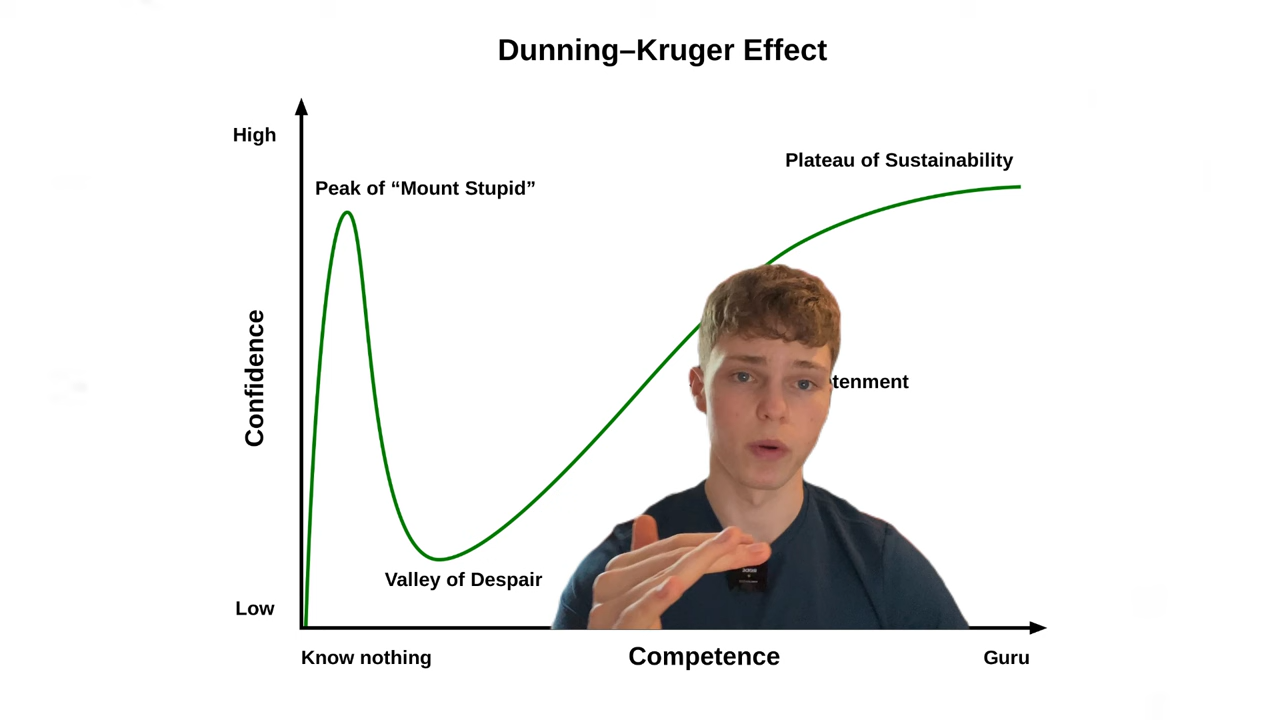 Dunning–Kruger Effect
High
Plateau of Sustainability
Peak of “Mount Stupid”
Confidence
tenment
Valley of Despair
Low
Know nothing
Competence
Guru